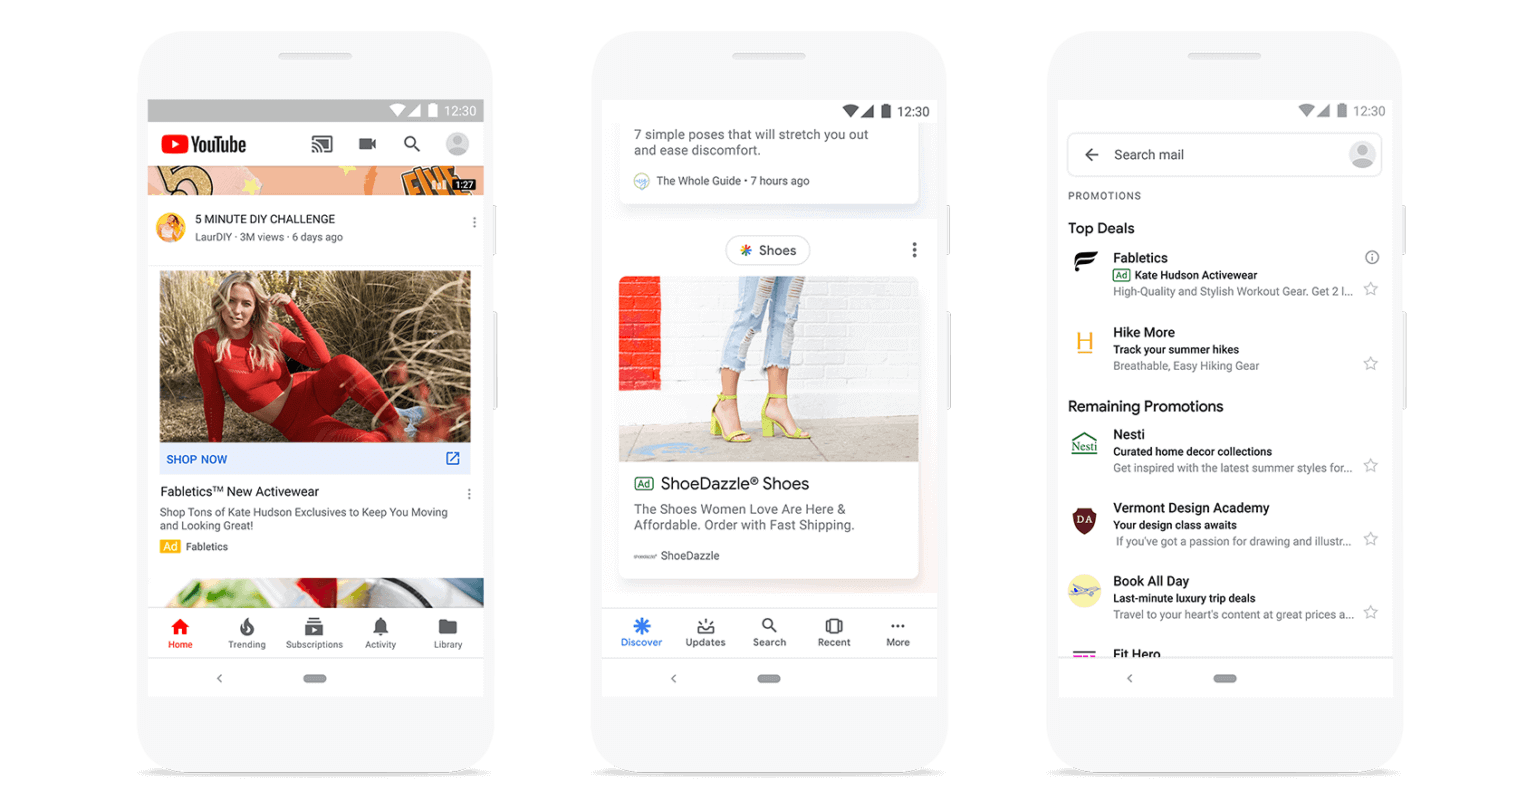 12:30
YouTube
5
FIVE
1:27
5 MINUTE DIY CHALLENGE
LaurDIY · 3M views · 6 days ago
SHOP NOW
Fabletics™ New Activewear
Shop Tons of Kate Hudson Exclusives to Keep You Moving
and Looking Great!
Ad Fabletics
Home Trending Subscriptions Activity Library
12:30
7 simple poses that will stretch you out
and ease discomfort.
The Whole Guide • 7 hours ago
Shoes
Ad ShoeDazzle® Shoes
The Shoes Women Love Are Here &
Affordable. Order with Fast Shipping.
ShoeDazzle
Discover Updates Search Recent More
12:30
Search mail
PROMOTIONS
Top Deals
Fabletics
Ad Kate Hudson Activewear
High-Quality and Stylish Workout Gear. Get 2 l...
H
Hike More
Track your summer hikes
Breathable, Easy Hiking Gear
Remaining Promotions
Nesti
Nesti
Curated home decor collections
Get inspired with the latest summer styles for...
DA
Vermont Design Academy
Your design class awaits
If you've got a passion for drawing and illustr...
Book All Day
Last-minute luxury trip deals
Travel to your heart's content at great prices a...
Fit Hero